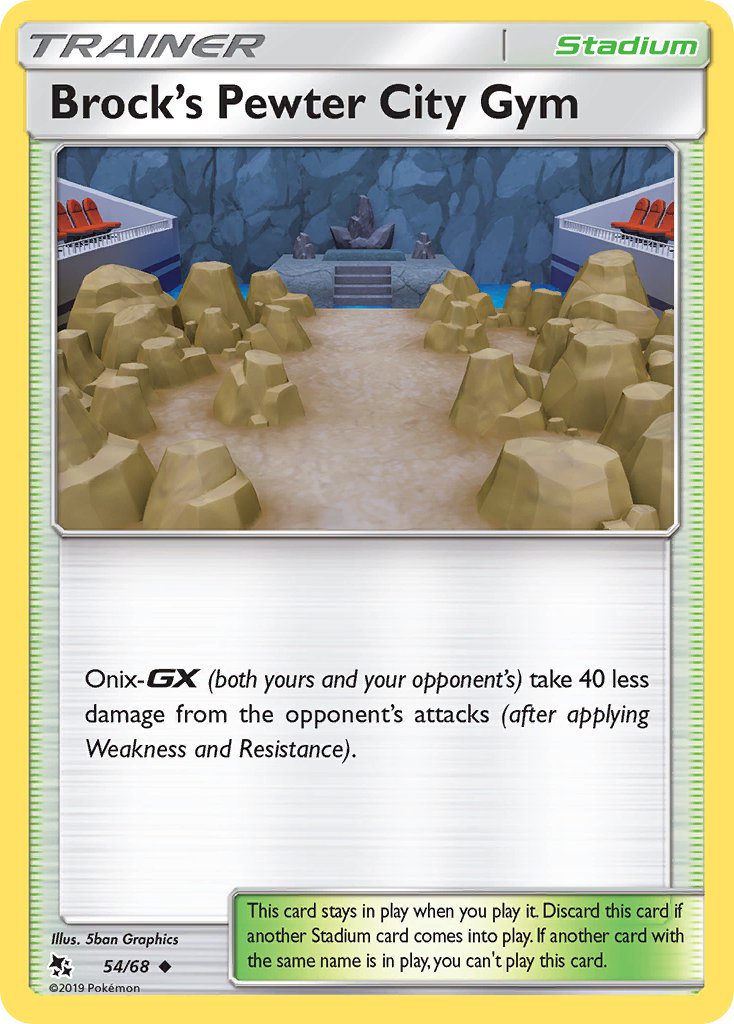 TRAINER
Stadium
Brock's Pewter City Gym
Onix-GX (both yours and your opponent's) take 40 less
damage from the opponent's attacks (after applying
Weakness and Resistance).
This card stays in play when you play it. Discard this card if
another Stadium card comes into play. If another card with
the same name is in play, you can't play this card.
Illus. 5ban Graphics
54/68
©2019 Pokémon